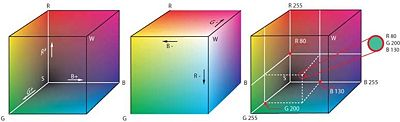 R
W
R+
S
B+
B
G+
G
R
G-
W
B -
R -
B
G
R 255
R 80
W
R 80
G 200
B 130
S
B 255
B 130
G 200
G 255